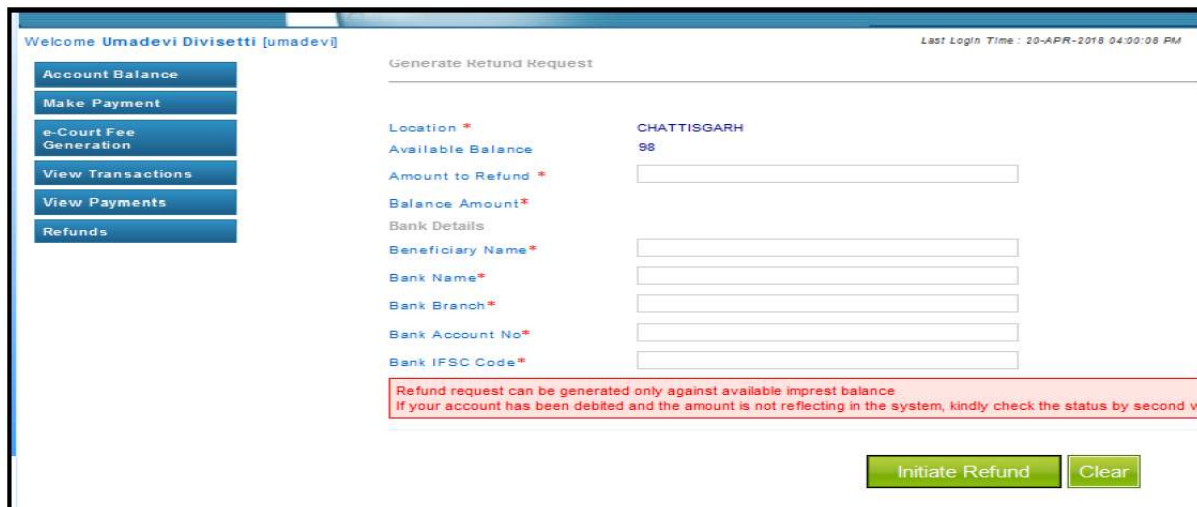 Welcome Umadevi Divisetti [umadevi]
Last Login Time : 20-APR-2018 04:00:08 PM
Account Balance
Make Payment
e-Court Fee
Generation
View Transactions
View Payments
Refunds
Generate Refund Request
Location * CHATTISGARH
Available Balance 98
Amount to Refund *
Balance Amount*
Bank Details
Beneficiary Name*
Bank Name*
Bank Branch*
Bank Account No*
Bank IFSC Code*
Refund request can be generated only against available imprest balance
If your account has been debited and the amount is not reflecting in the system, kindly check the status by second
Initiate Refund Clear